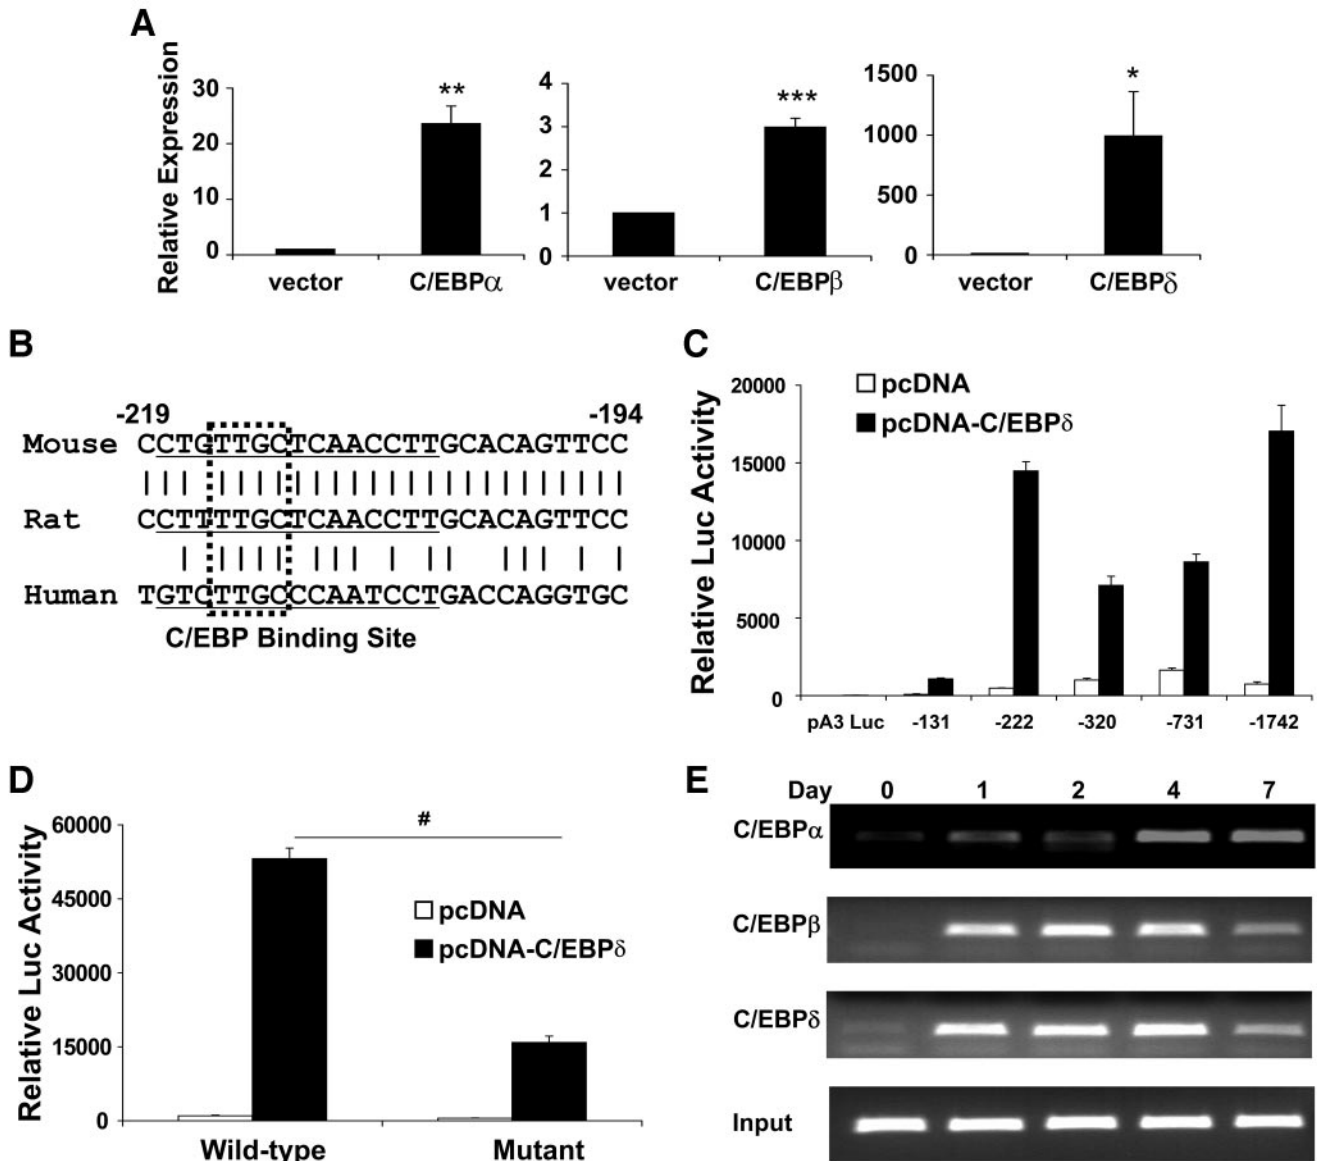 A
Relative Expression
30
20
10
0
**
vector
C/EBPα
4
3
2
1
0
***
vector
C/EBPβ
1500
1000
500
0
*
vector
C/EBPδ
B
-219
-194
Mouse CCTGTTGCTCAACCTTGCACAGTTCC
Rat CCTTTTGCTCAACCTTGCACAGTTCC
Human TGTCTTGCCCAATCCTGACCAGGTGC
C/EBP Binding Site
C
Relative Luc Activity
20000
15000
10000
5000
0
pcDNA
pcDNA-C/EBPδ
pA3 Luc -131 -222 -320 -731 -1742
D
Relative Luc Activity
60000
45000
30000
15000
0
#
pcDNA
pcDNA-C/EBPδ
Wild-type Mutant
E
Day 0 1 2 4 7
C/EBPα
C/EBPβ
C/EBPδ
Input